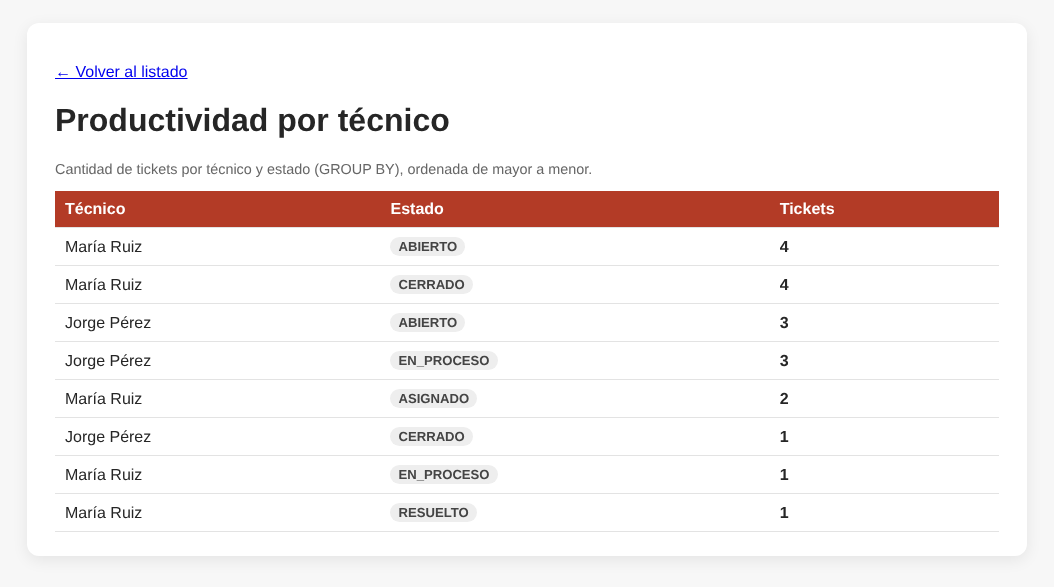 ← Volver al listado
Productividad por técnico
Cantidad de tickets por técnico y estado (GROUP BY), ordenada de mayor a menor.
Técnico Estado Tickets
María Ruiz ABIERTO 4
María Ruiz CERRADO 4
Jorge Pérez ABIERTO 3
Jorge Pérez EN_PROCESO 3
María Ruiz ASIGNADO 2
Jorge Pérez CERRADO 1
María Ruiz EN_PROCESO 1
María Ruiz RESUELTO 1